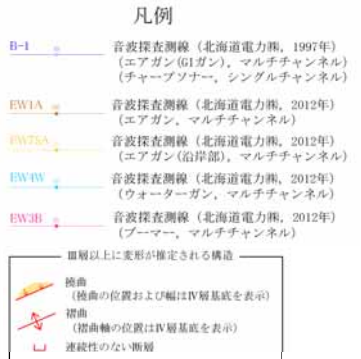 凡例
B-1
音波探査測線（北海道電力㈱，1997年）
（エアガン(GIガン)，マルチチャンネル）
（チャープソナー，シングルチャンネル）
EW1A
音波探査測線（北海道電力㈱，2012年）
（エアガン，マルチチャンネル）
EW75A
音波探査測線（北海道電力㈱，2012年）
（エアガン(沿岸部)，マルチチャンネル）
EW4W
音波探査測線（北海道電力㈱，2012年）
（ウォーターガン，マルチチャンネル）
EW3B
音波探査測線（北海道電力㈱，2012年）
（ブーマー，マルチチャンネル）
Ⅲ層以上に変形が推定される構造
撓曲
（撓曲の位置および幅はⅣ層基底を表示）
褶曲
（褶曲軸の位置はⅣ層基底を表示）
連続性のない断層